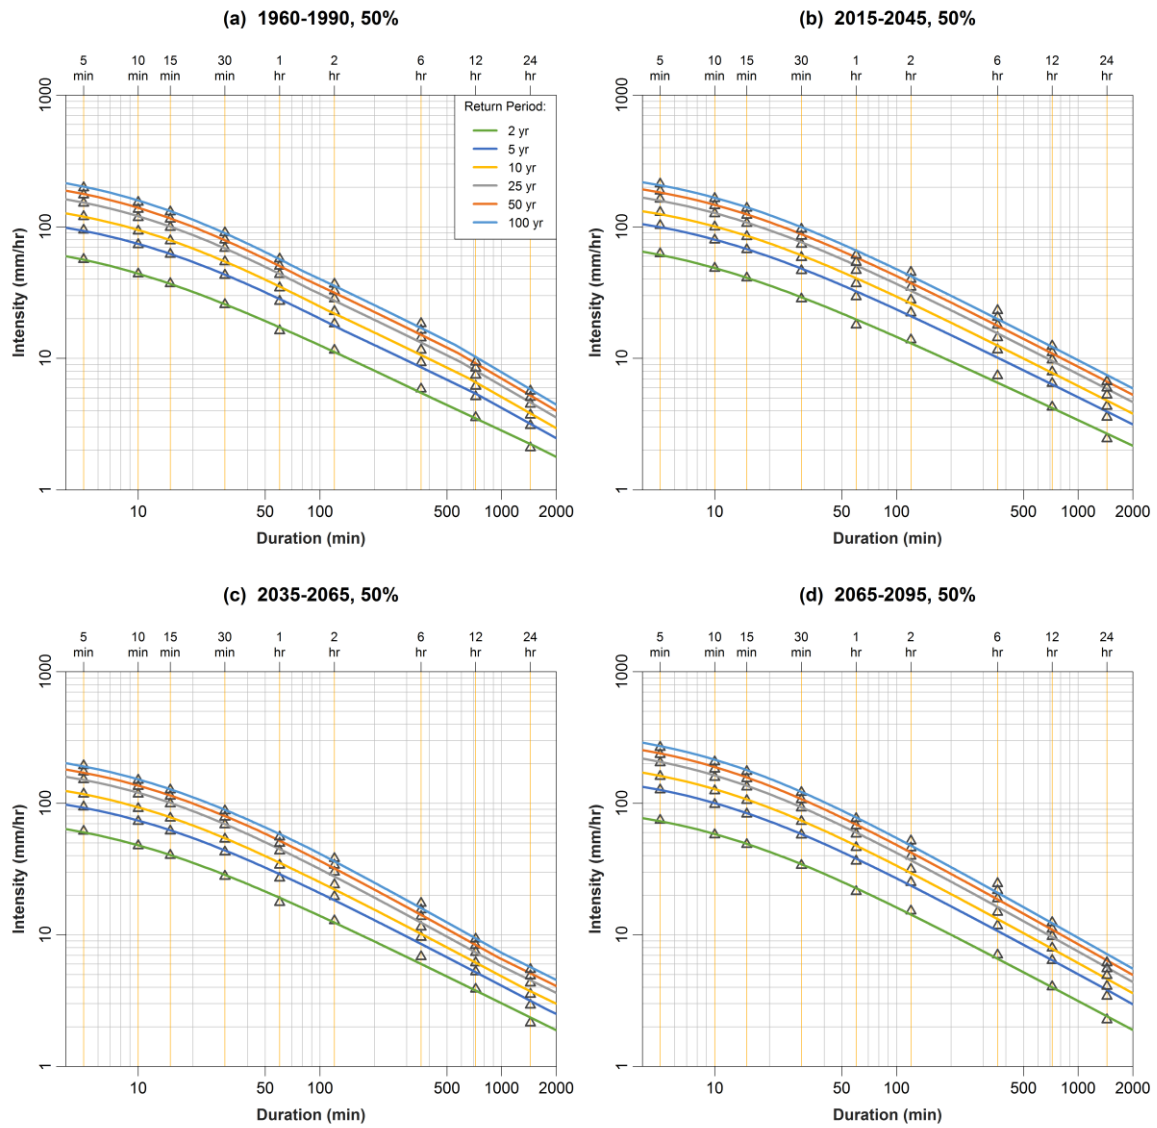 (a) 1960-1990, 50%
5 10 15 30 1 2 6 12 24
min min min min hr hr hr hr hr
1000
100
10
1
Intensity (mm/hr)
Return Period:
2 yr
5 yr
10 yr
25 yr
50 yr
100 yr
10 50 100 500 1000 2000
Duration (min)
(b) 2015-2045, 50%
5 10 15 30 1 2 6 12 24
min min min min hr hr hr hr hr
1000
100
10
1
Intensity (mm/hr)
10 50 100 500 1000 2000
Duration (min)
(c) 2035-2065, 50%
5 10 15 30 1 2 6 12 24
min min min min hr hr hr hr hr
1000
100
10
1
Intensity (mm/hr)
10 50 100 500 1000 2000
Duration (min)
(d) 2065-2095, 50%
5 10 15 30 1 2 6 12 24
min min min min hr hr hr hr hr
1000
100
10
1
Intensity (mm/hr)
10 50 100 500 1000 2000
Duration (min)